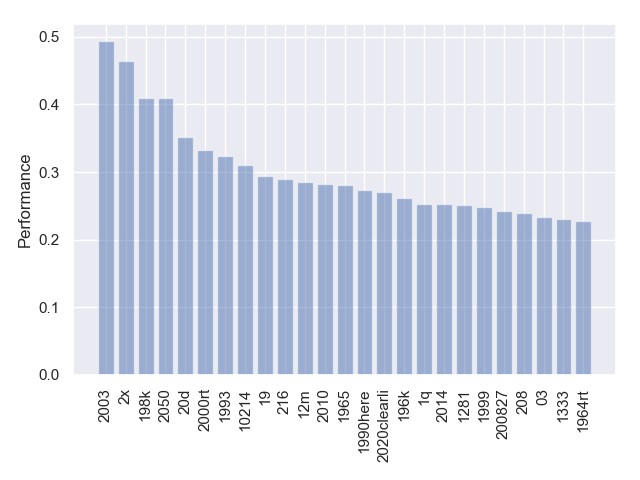 0.5
0.4
0.3
0.2
0.1
0.0
Performance
2003
2x
198k
2050
20d
2000rt
1993
10214
19
216
12m
2010
1965
1990here
2020clearli
196k
1q
2014
1281
1999
200827
208
03
1333
1964rt